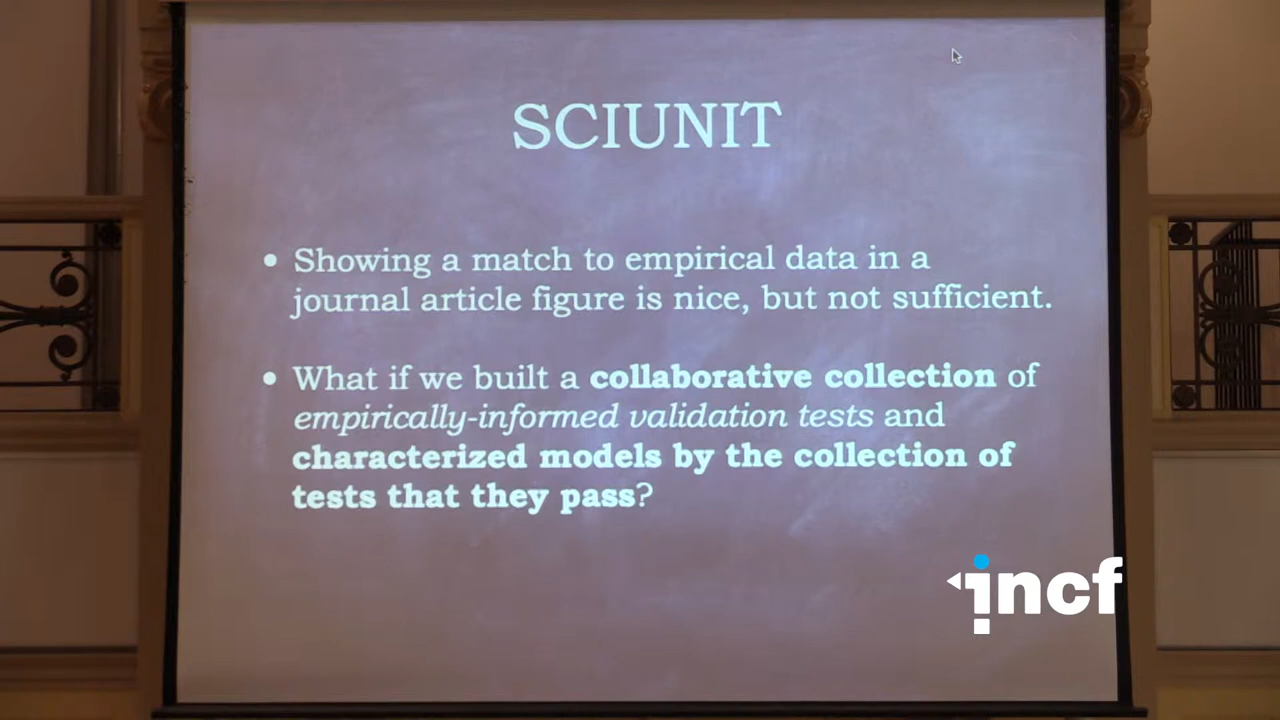 SCIUNIT
• Showing a match to empirical data in a
journal article figure is nice, but not sufficient.
• What if we built a collaborative collection of
empirically-informed validation tests and
characterized models by the collection of
tests that they pass?
incf